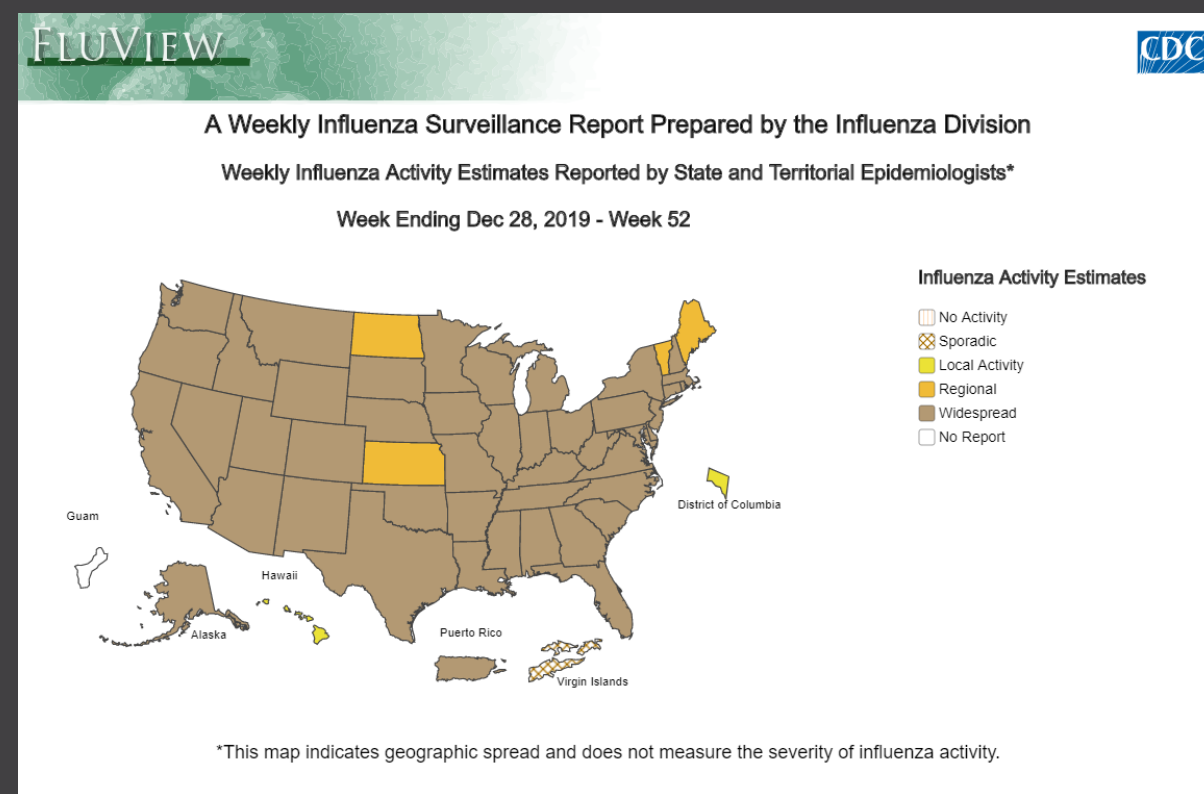 FLUVIEW
CDC
A Weekly Influenza Surveillance Report Prepared by the Influenza Division
Weekly Influenza Activity Estimates Reported by State and Territorial Epidemiologists*
Week Ending Dec 28, 2019 - Week 52
Influenza Activity Estimates
No Activity
Sporadic
Local Activity
Regional
Widespread
No Report
District of Columbia
Guam
Hawaii
Alaska
Puerto Rico
Virgin Islands
*This map indicates geographic spread and does not measure the severity of influenza activity.